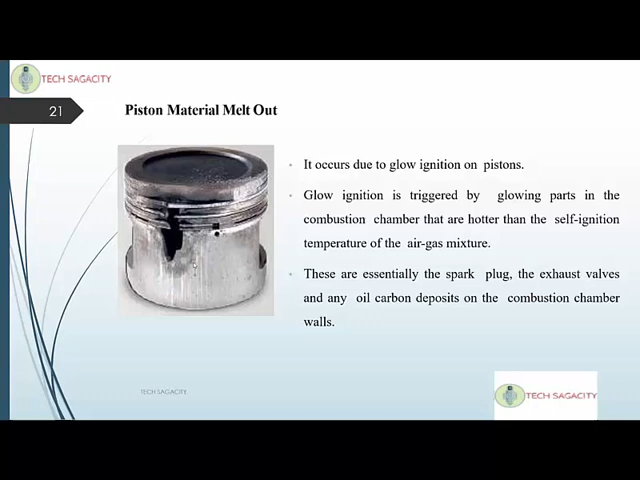 TECH SAGACITY
21
Piston Material Melt Out
It occurs due to glow ignition on pistons.
Glow ignition is triggered by glowing parts in the
combustion chamber that are hotter than the self-ignition
temperature of the air-gas mixture.
These are essentially the spark plug, the exhaust valves
and any oil carbon deposits on the combustion chamber
walls.
TECH SAGACITY
TECH SAGACITY